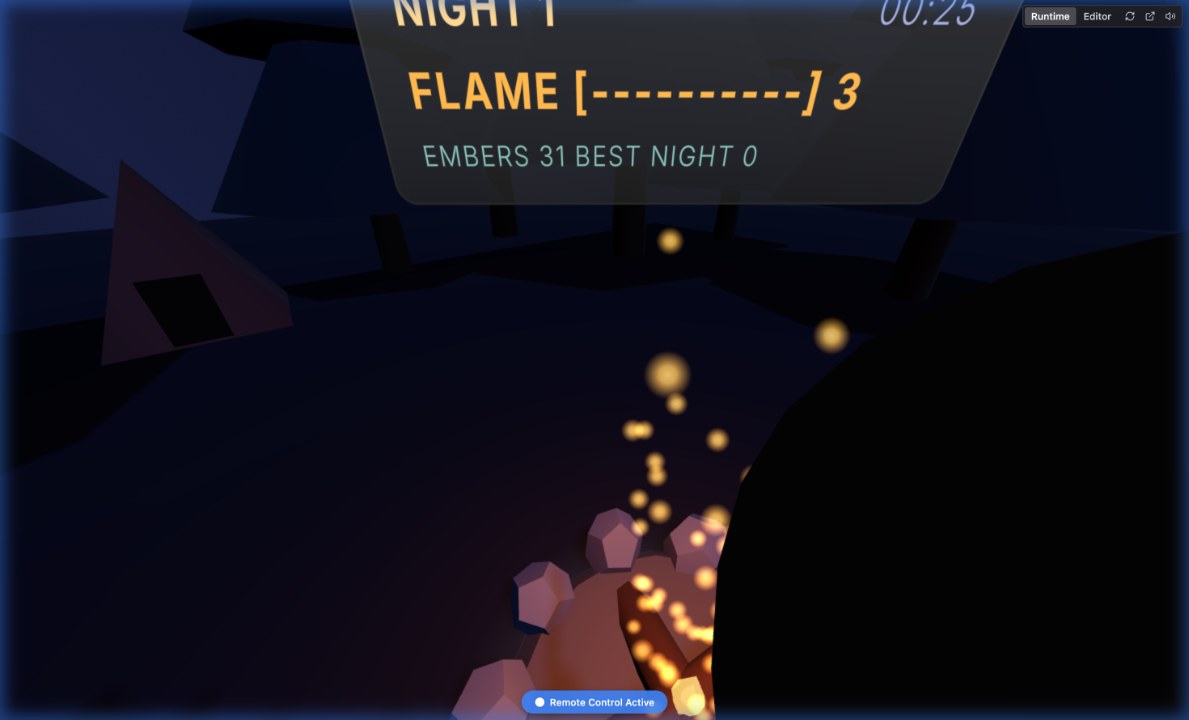 NIGHT 1 00:25
Runtime Editor
FLAME [----------] 3
EMBERS 31 BEST NIGHT 0
Remote Control Active